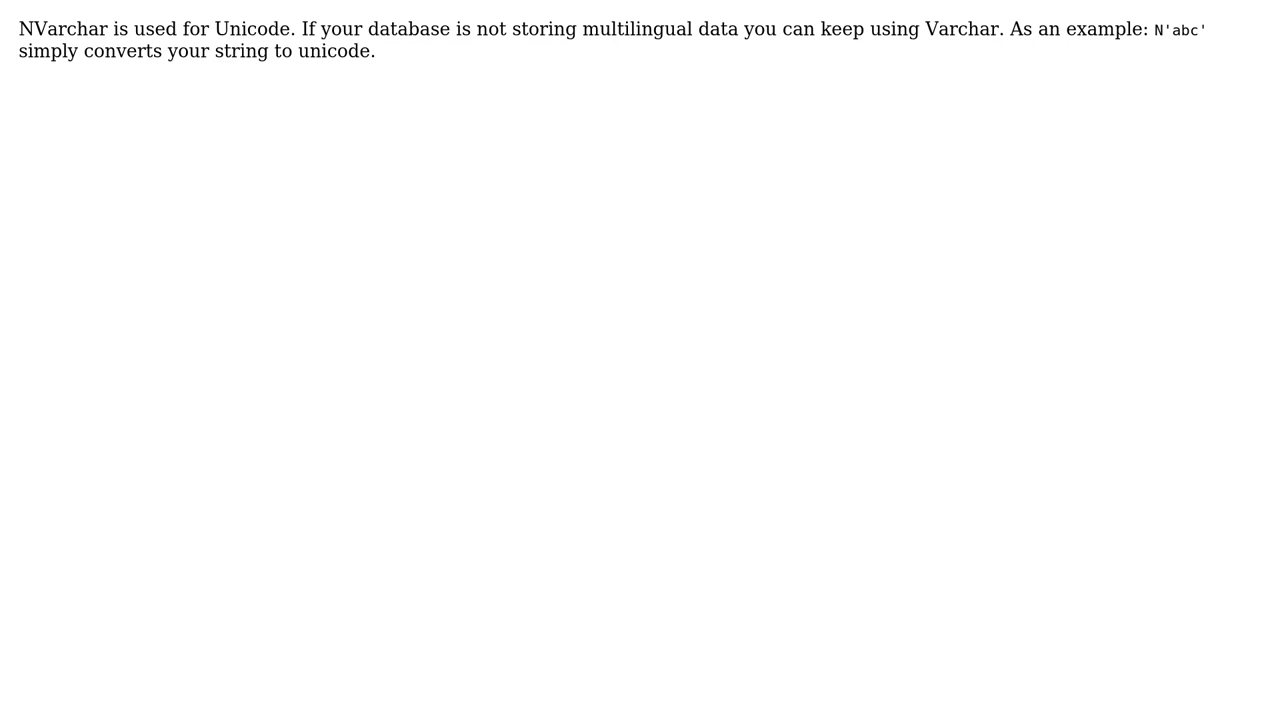 NVarchar is used for Unicode. If your database is not storing multilingual data you can keep using Varchar. As an example: N'abc'
simply converts your string to unicode.